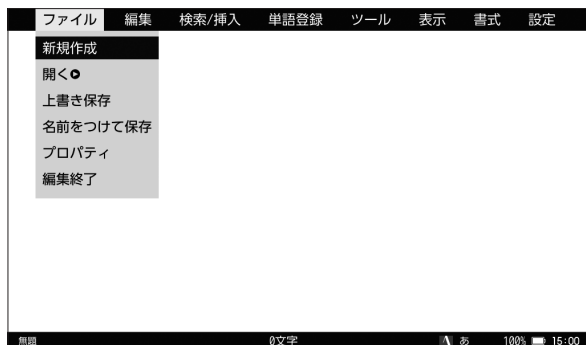 ファイル 編集 検索/挿入 単語登録 ツール 表示 書式 設定
新規作成
開く
上書き保存
名前をつけて保存
プロパティ
編集終了
無題 0文字 A あ 100% 15:00